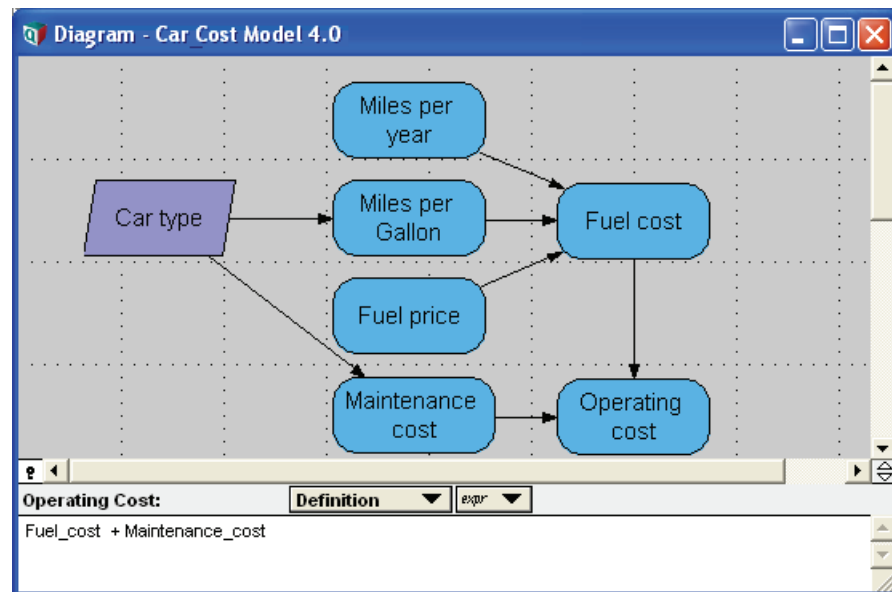 Diagram - Car_Cost Model 4.0
Miles per
year
Car type
Miles per
Gallon
Fuel cost
Fuel price
Maintenance
cost
Operating
cost
Operating Cost: Definition expr
Fuel_cost + Maintenance_cost